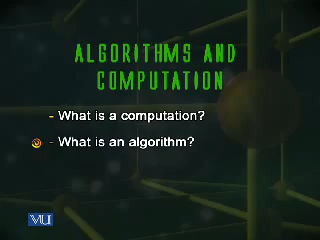 ALGORITHMS AND
COMPUTATION
- What is a computation?
- What is an algorithm?
VU